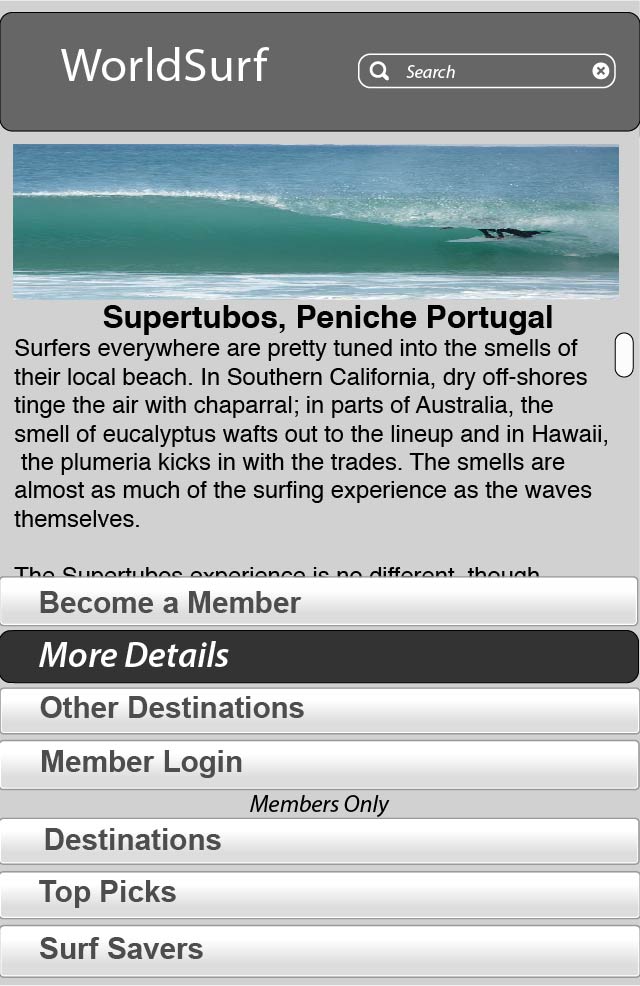 WorldSurf
Search
Supertubos, Peniche Portugal
Surfers everywhere are pretty tuned into the smells of
their local beach. In Southern California, dry off-shores
tinge the air with chaparral; in parts of Australia, the
smell of eucalyptus wafts out to the lineup and in Hawaii,
the plumeria kicks in with the trades. The smells are
almost as much of the surfing experience as the waves
themselves.
The Supertubos experience is no different, though
Become a Member
More Details
Other Destinations
Member Login
Members Only
Destinations
Top Picks
Surf Savers